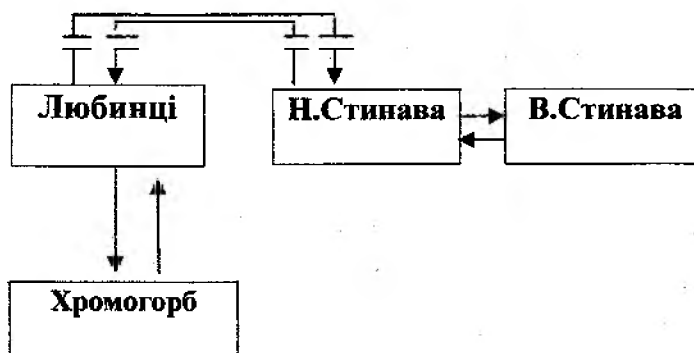 Любинці
Н.Стинава
В.Стинава
Хромогорб